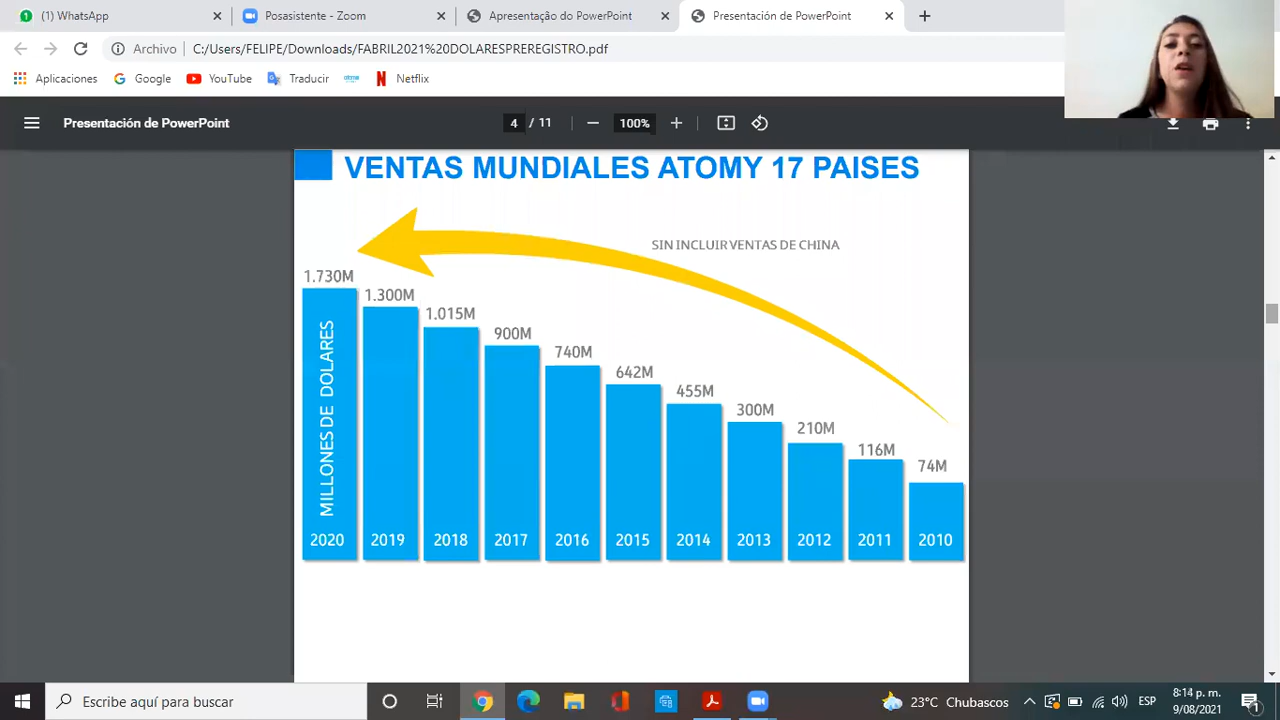 (1) WhatsApp
Posasistente - Zoom
Apresentação do PowerPoint
Presentación de PowerPoint
Archivo
C:/Users/FELIPE/Downloads/FABRIL2021%20DOLARESPREREGISTRO.pdf
Aplicaciones
Google
YouTube
Traducir
Netflix
Presentación de PowerPoint
4 / 11
100%
VENTAS MUNDIALES ATOMY 17 PAISES
SIN INCLUIR VENTAS DE CHINA
1.730M
1.300M
1.015M
900M
740M
642M
455M
300M
210M
116M
74M
MILLONES DE DOLARES
2020
2019
2018
2017
2016
2015
2014
2013
2012
2011
2010
Escribe aquí para buscar
23°C Chubascos
ESP
8:14 p. m.
9/08/2021